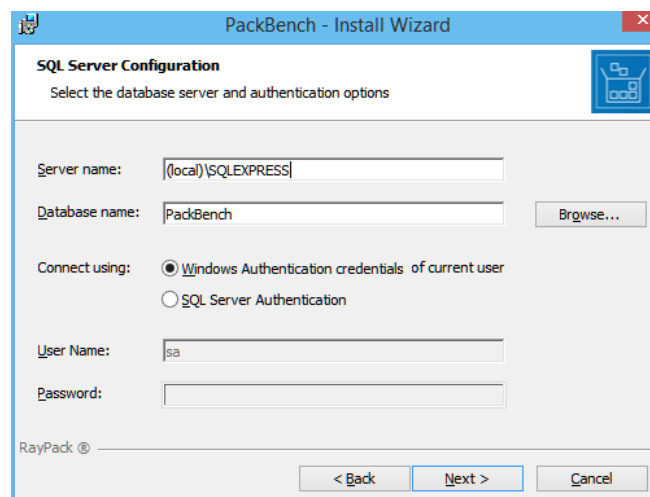 PackBench - Install Wizard
SQL Server Configuration
Select the database server and authentication options
Server name: (local)\SQLEXPRESS
Database name: PackBench Browse...
Connect using: Windows Authentication credentials of current user
SQL Server Authentication
User Name: sa
Password:
RayPack ®
< Back Next > Cancel